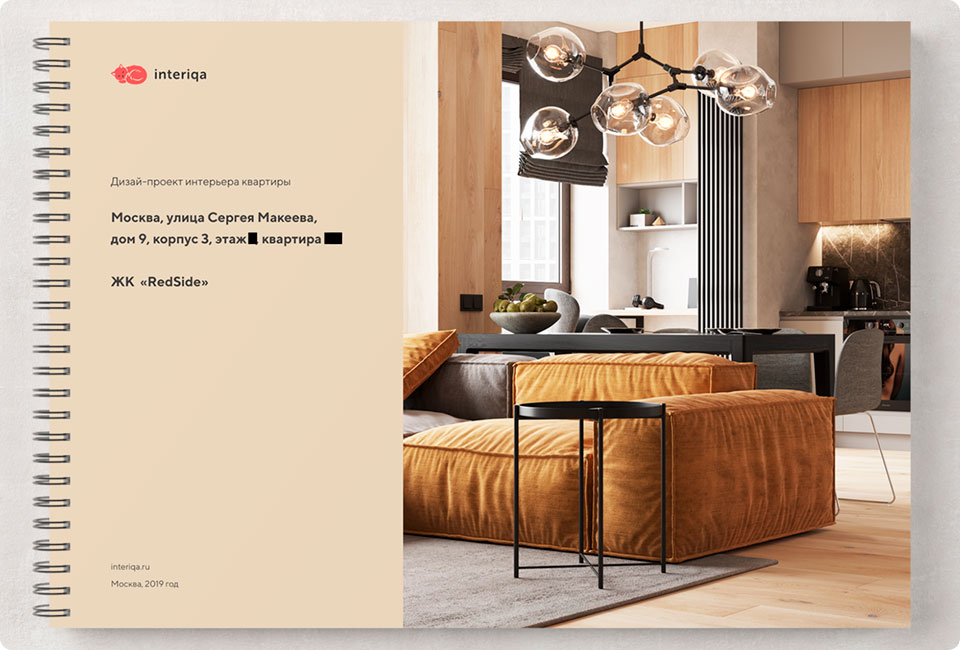 interiqa
Дизай-проект интерьера квартиры
Москва, улица Сергея Макеева,
дом 9, корпус 3, этаж , квартира
ЖК «RedSide»
interiqa.ru
Москва, 2019 год